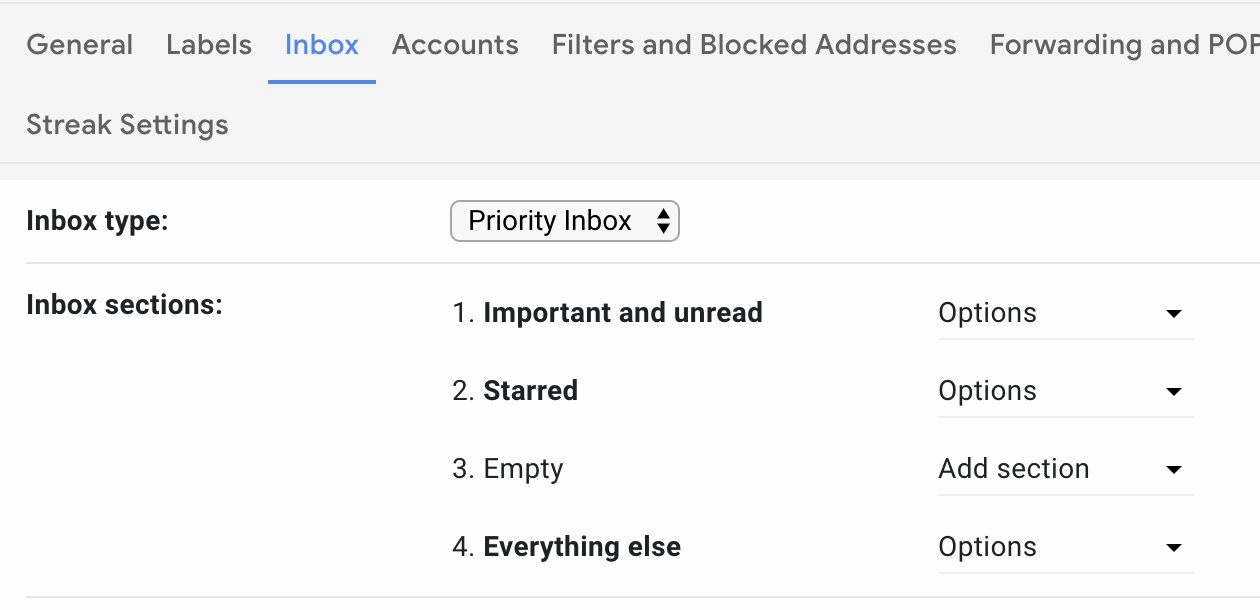 General Labels Inbox Accounts Filters and Blocked Addresses Forwarding and POP
Streak Settings
Inbox type: Priority Inbox
Inbox sections: 1. Important and unread Options
2. Starred Options
3. Empty Add section
4. Everything else Options